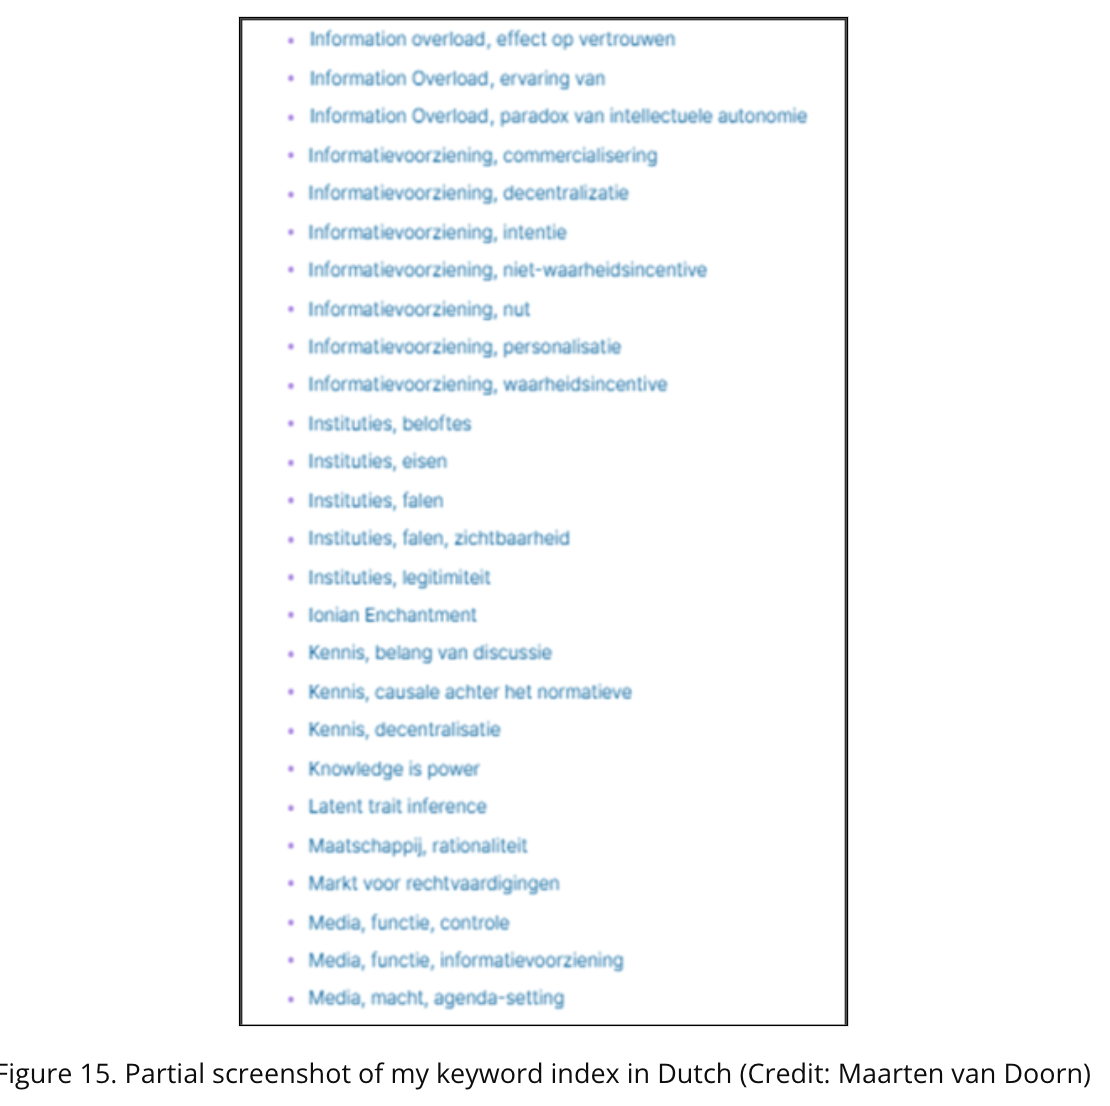 Information overload, effect op vertrouwen
Information Overload, ervaring van
Information Overload, paradox van intellectuele autonomie
Informatievoorziening, commercialisering
Informatievoorziening, decentralizatie
Informatievoorziening, intentie
Informatievoorziening, niet-waarheidsincentive
Informatievoorziening, nut
Informatievoorziening, personalisatie
Informatievoorziening, waarheidsincentive
Instituties, beloftes
Instituties, eisen
Instituties, falen
Instituties, falen, zichtbaarheid
Instituties, legitimiteit
Ionian Enchantment
Kennis, belang van discussie
Kennis, causale achter het normatieve
Kennis, decentralisatie
Knowledge is power
Latent trait inference
Maatschappij, rationaliteit
Markt voor rechtvaardigingen
Media, functie, controle
Media, functie, informatievoorziening
Media, macht, agenda-setting
Figure 15. Partial screenshot of my keyword index in Dutch (Credit: Maarten van Doorn)